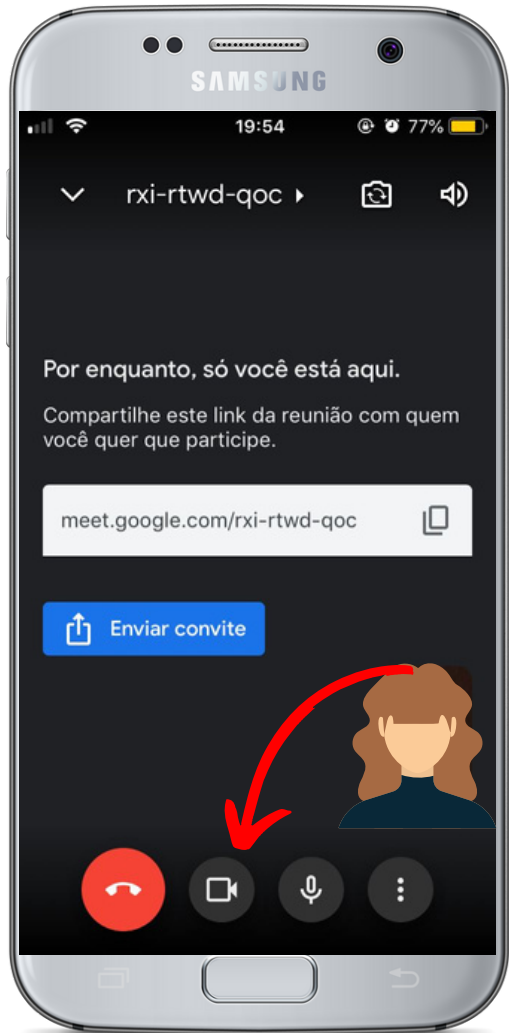 SAMSUNG
19:54
77%
rxi-rtwd-qoc
Por enquanto, só você está aqui.
Compartilhe este link da reunião com quem
você quer que participe.
meet.google.com/rxi-rtwd-qoc
Enviar convite